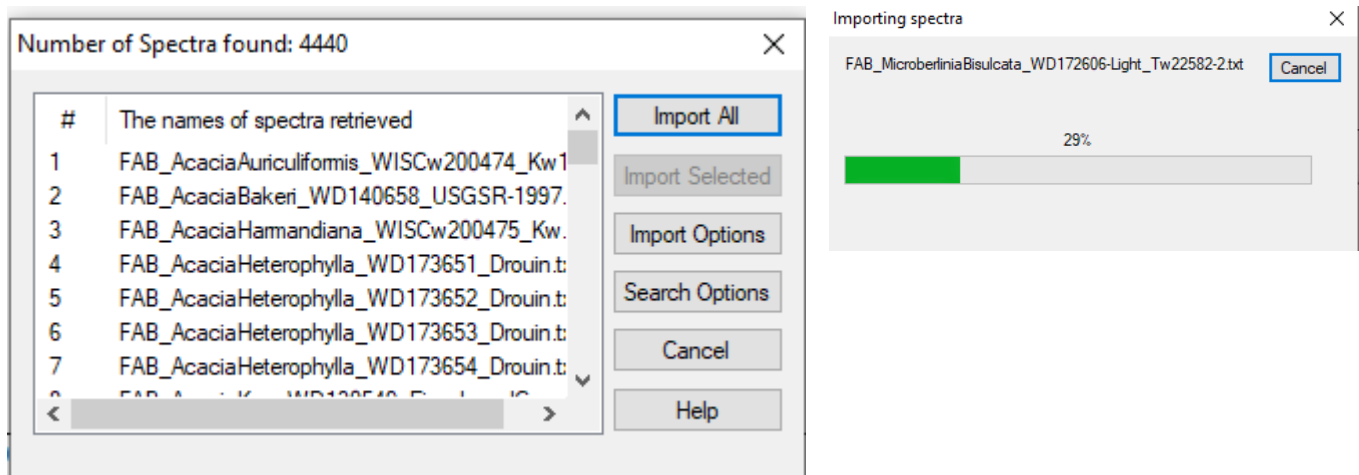 Number of Spectra found: 4440
# The names of spectra retrieved
1 FAB_AcaciaAuriculiformis_WISCw200474_Kw1
2 FAB_AcaciaBakeri_WD140658_USGSR-1997.
3 FAB_AcaciaHarmandiana_WISCw200475_Kw.
4 FAB_AcaciaHeterophylla_WD173651_Drouin.t
5 FAB_AcaciaHeterophylla_WD173652_Drouin.t
6 FAB_AcaciaHeterophylla_WD173653_Drouin.t
7 FAB_AcaciaHeterophylla_WD173654_Drouin.t
Import All
Import Selected
Import Options
Search Options
Cancel
Help
Importing spectra
FAB_MicroberliniaBisulcata_WD172606-Light_Tw22582-2.txt
Cancel
29%